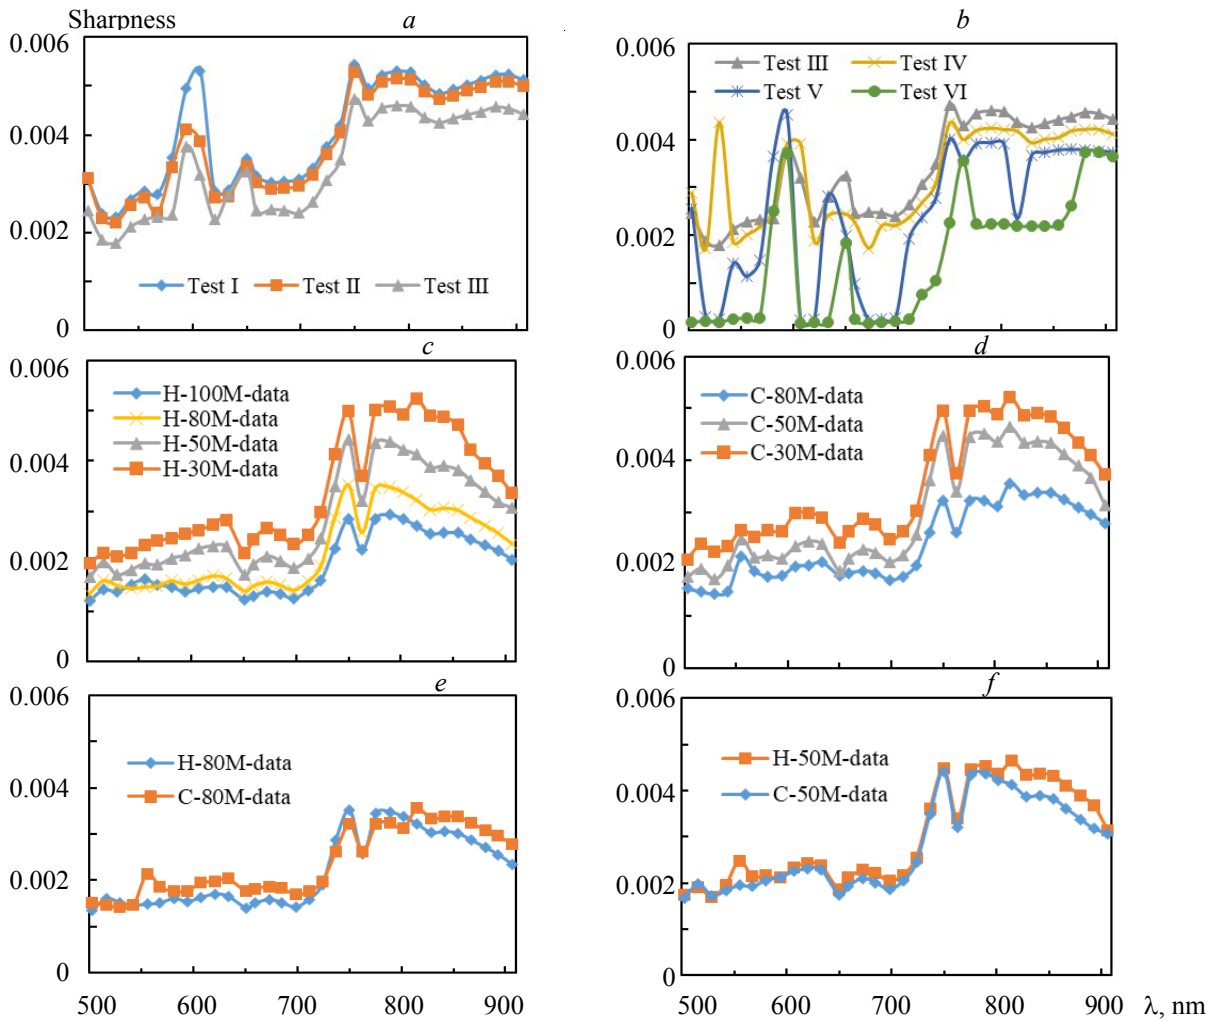 Sharpness
a
0.006
0.004
0.002
0
Test I
Test II
Test III
b
0.006
0.004
0.002
0
Test III
Test IV
Test V
Test VI
c
0.006
0.004
0.002
0
H-100M-data
H-80M-data
H-50M-data
H-30M-data
d
0.006
0.004
0.002
0
C-80M-data
C-50M-data
C-30M-data
e
0.006
0.004
0.002
0
H-80M-data
C-80M-data
500 600 700 800 900
f
0.006
0.004
0.002
0
H-50M-data
C-50M-data
500 600 700 800 900 λ, nm